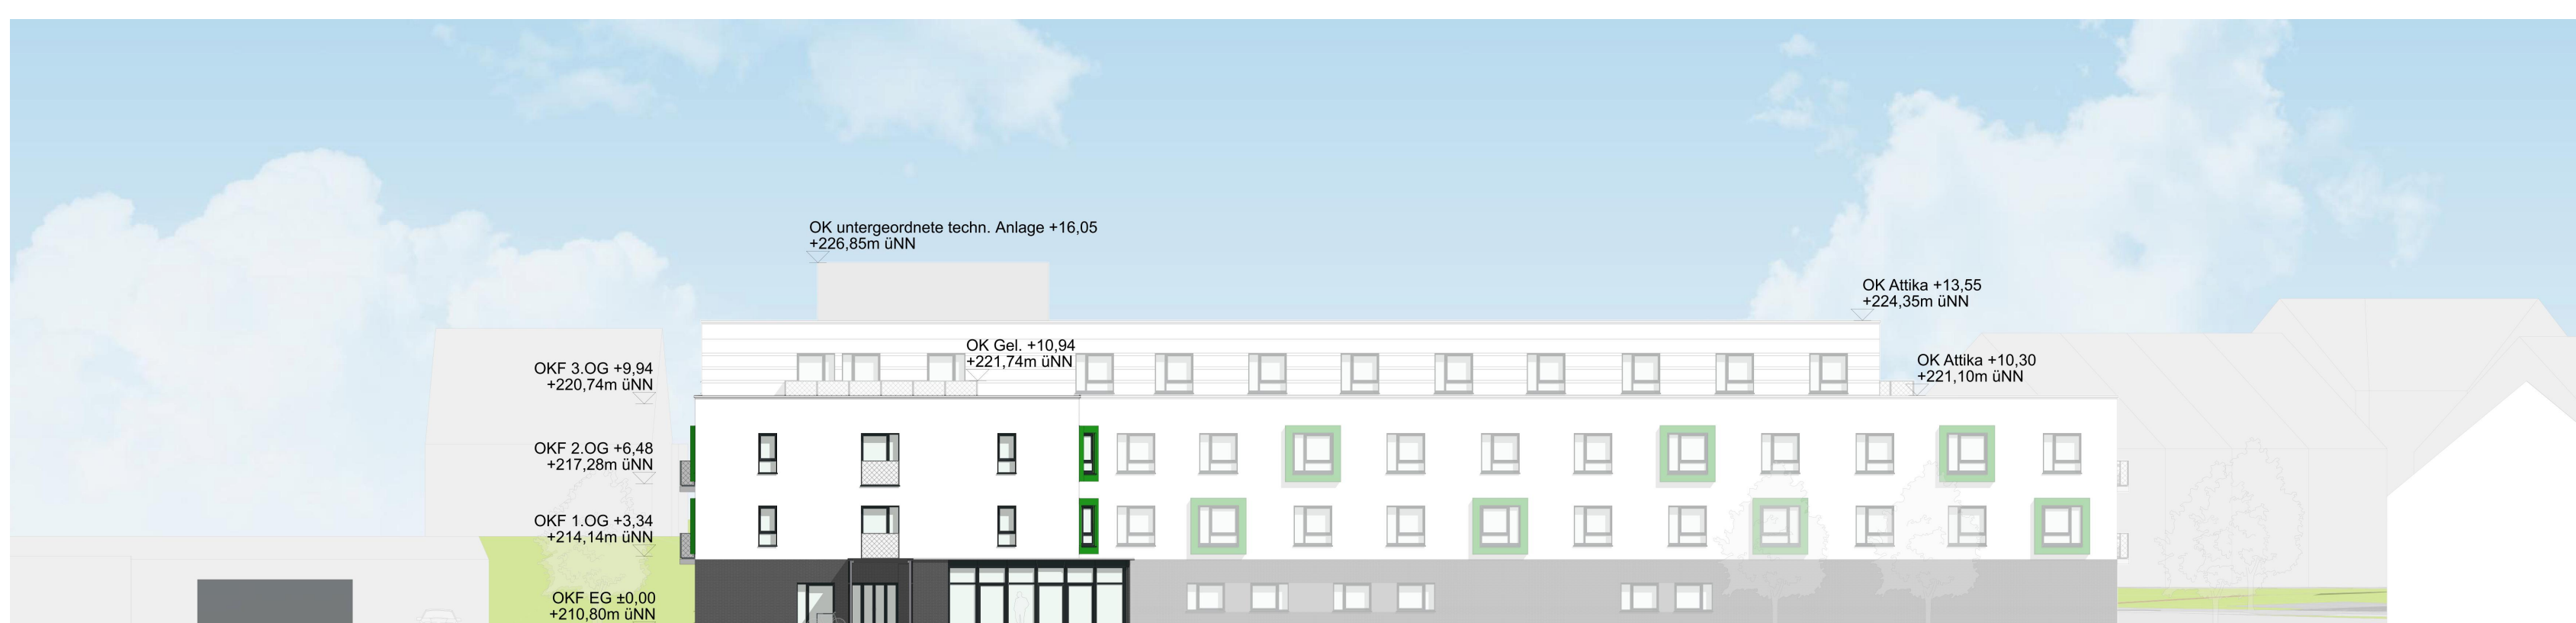 OK untergeordnete techn. Anlage +16,05
+226,85m üNN
OK Attika +13,55
+224,35m üNN
OK Gel. +10,94
+221,74m üNN
OK Attika +10,30
+221,10m üNN
OKF 3.OG +9,94
+220,74m üNN
OKF 2.OG +6,48
+217,28m üNN
OKF 1.OG +3,34
+214,14m üNN
OKF EG ±0,00
+210,80m üNN